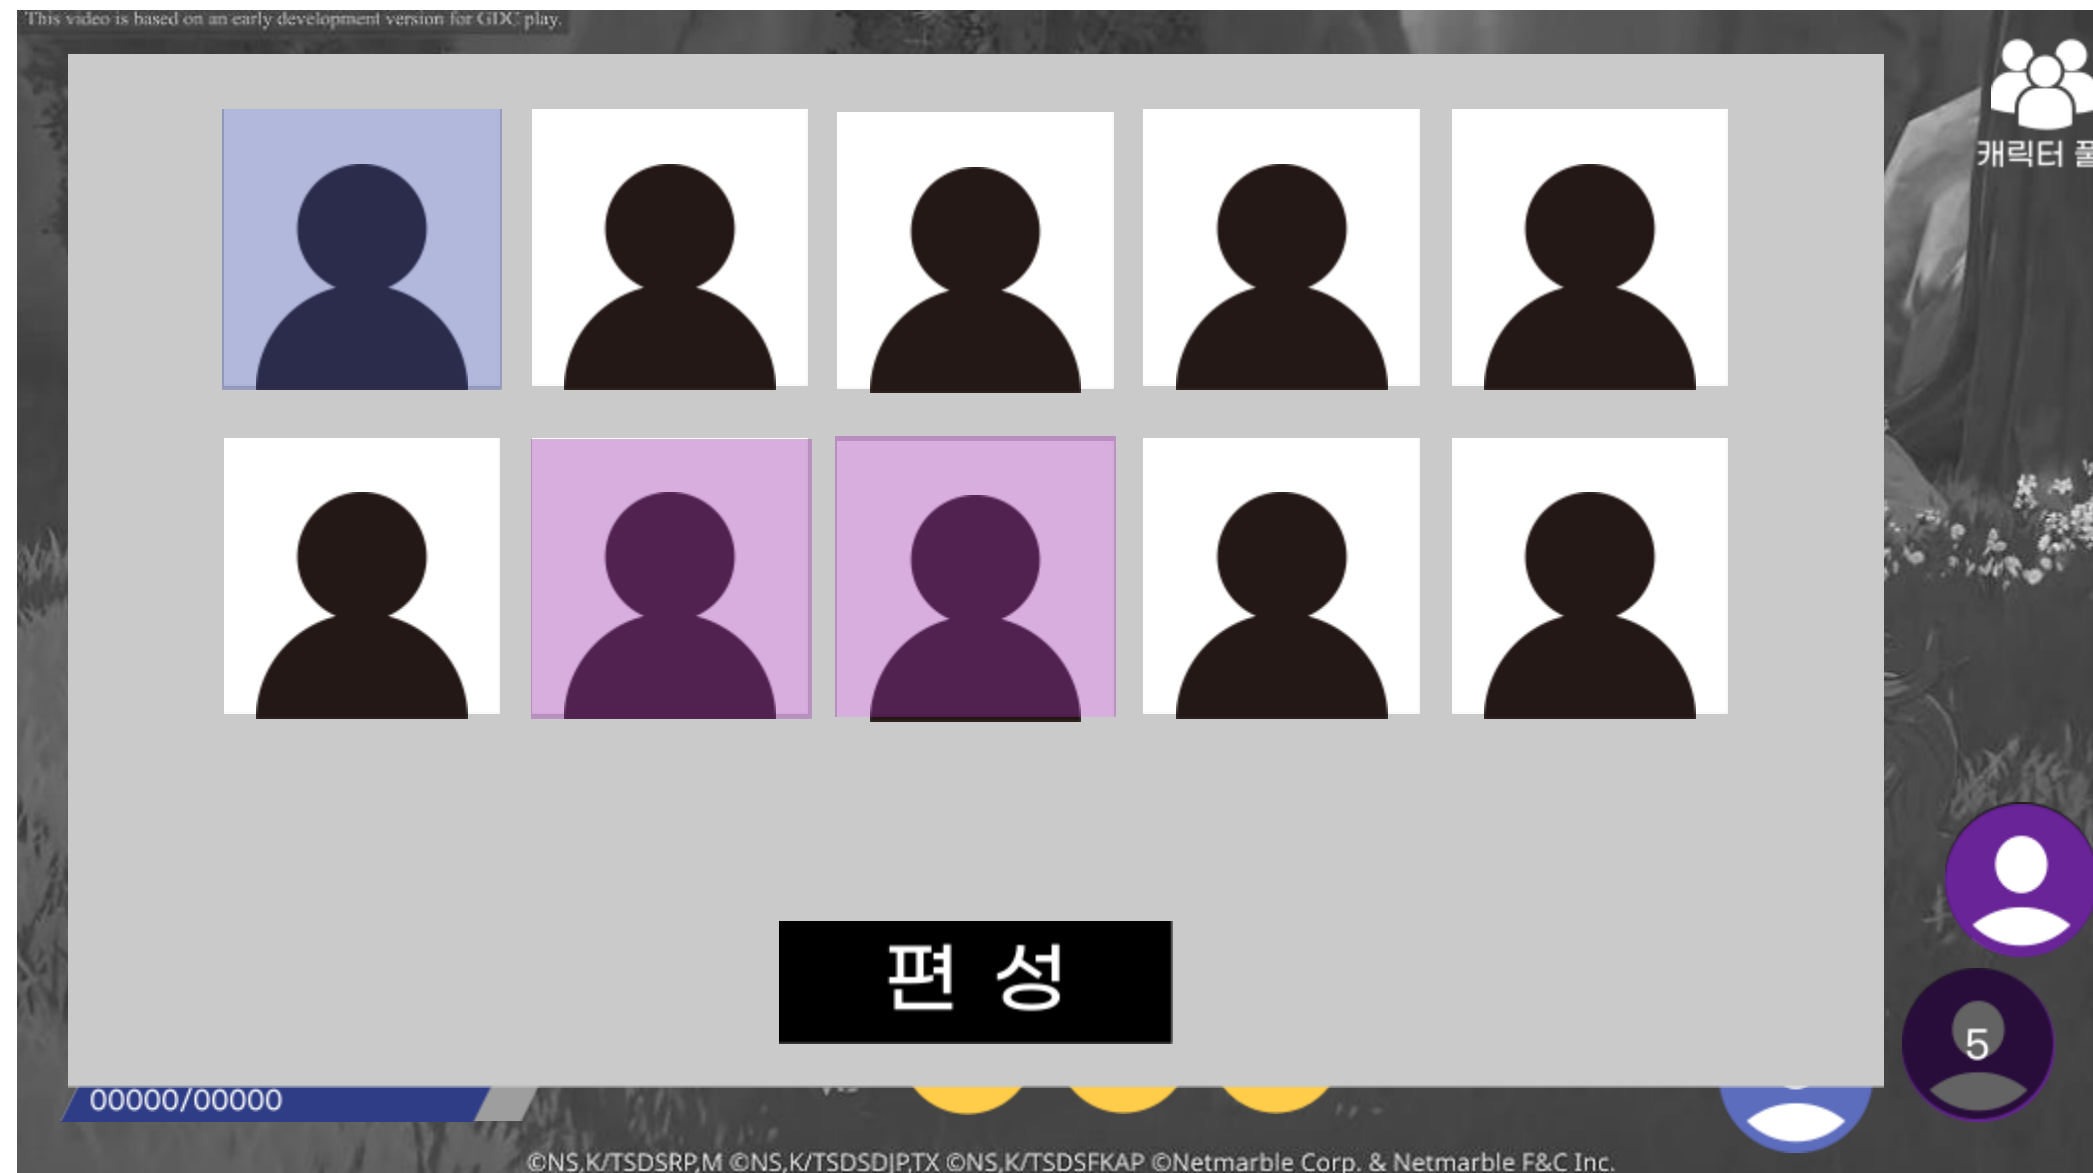 This video is based on an early development version for GDC play.
캐릭터 풀
편 성
5
00000/00000
©NS,K/TSDSRP,M ©NS,K/TSDSDJP,TX ©NS,K/TSDSFKAP ©Netmarble Corp. & Netmarble F&C Inc.